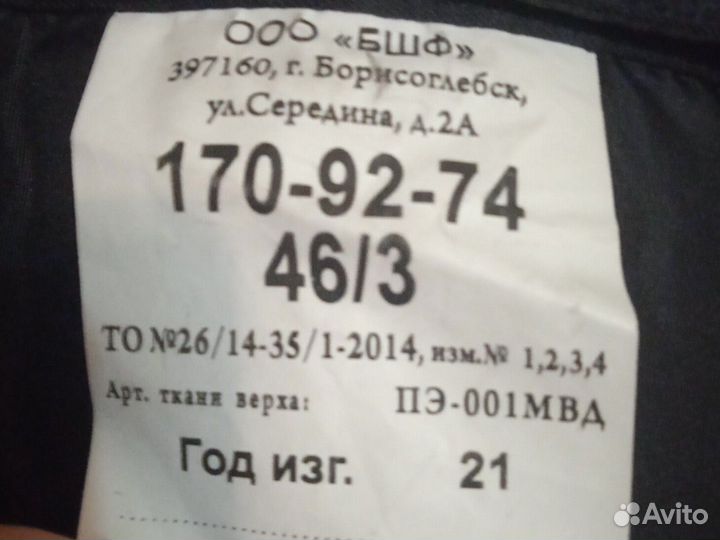 ООО «БШФ»
397160, г. Борисоглебск,
ул.Середина, д.2А
170-92-74
46/3
ТО №26/14-35/1-2014, изм.№ 1,2,3,4
Арт. ткани верха: ПЭ-001МВД
Год изг. 21
Avito